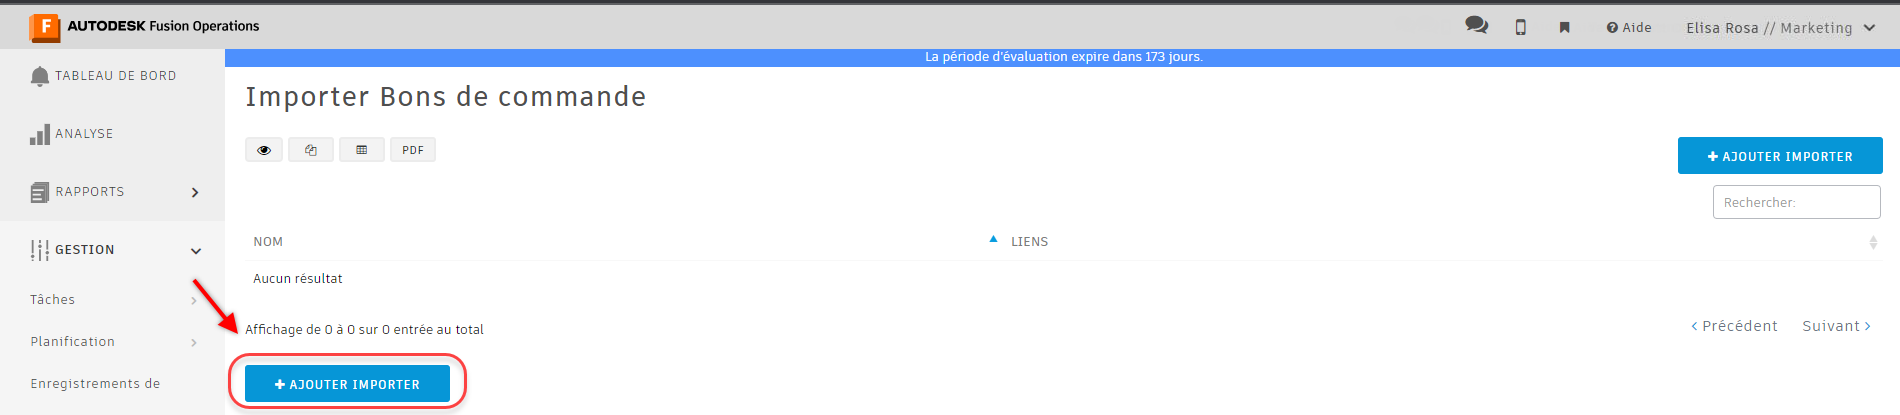 F AUTODESK Fusion Operations
Aide
Elisa Rosa // Marketing
La période d'évaluation expire dans 173 jours.
TABLEAU DE BORD
ANALYSE
RAPPORTS
GESTION
Tâches
Planification
Enregistrements de
Importer Bons de commande
PDF
AJOUTER IMPORTER
Rechercher:
NOM
LIENS
Aucun résultat
Affichage de 0 à 0 sur 0 entrée au total
Précédent
Suivant
AJOUTER IMPORTER